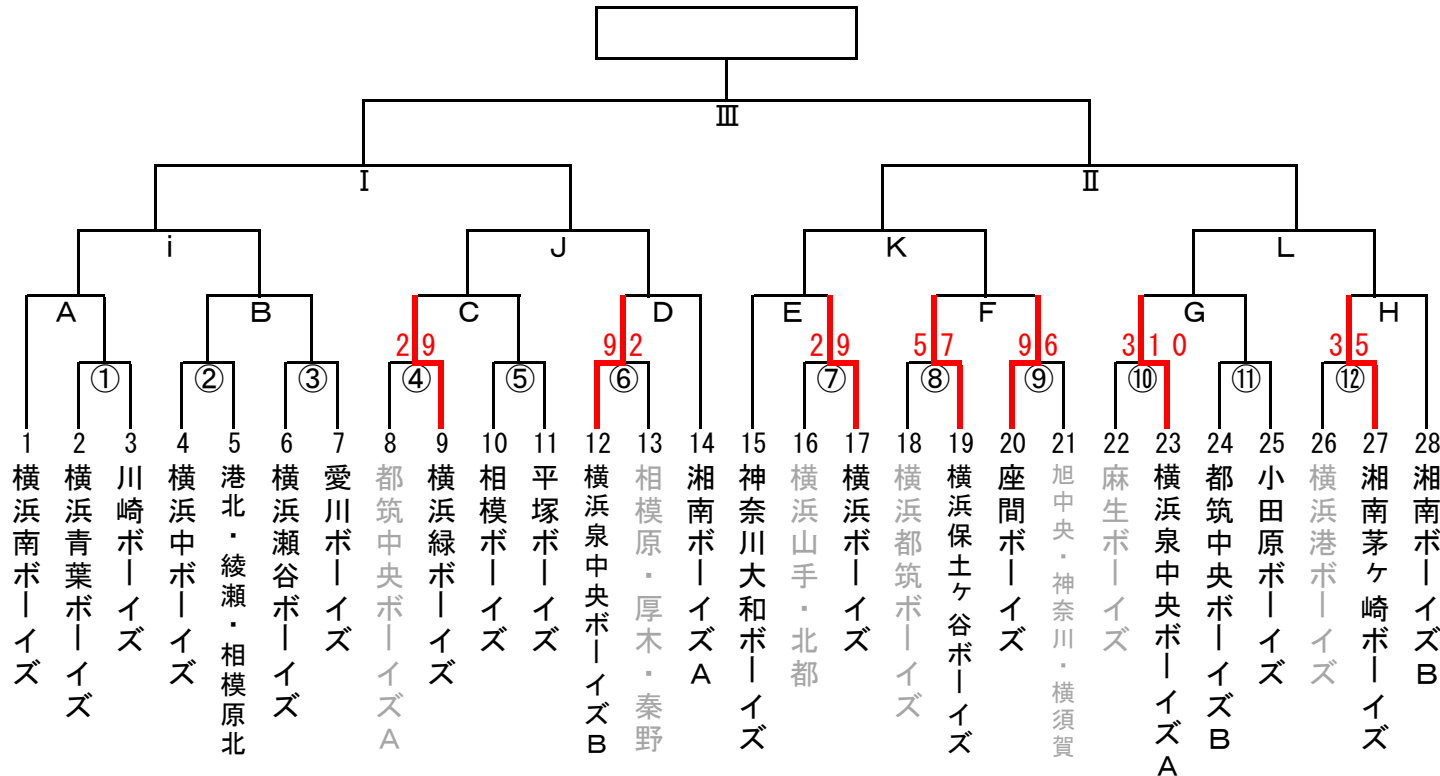 Ⅲ
Ⅰ Ⅱ
i J K L
A B C D E F G H
2 9 9 2 2 9 5 7 9 6 3 1 0 3 5
① ② ③ ④ ⑤ ⑥ ⑦ ⑧ ⑨ ⑩ ⑪ ⑫
1 横浜南ボーイズ
2 横浜青葉ボーイズ
3 川崎ボーイズ
4 横浜中ボーイズ
5 港北・綾瀬・相模原北
6 横浜瀬谷ボーイズ
7 愛川ボーイズ
8 都筑中央ボーイズA
9 横浜緑ボーイズ
10 相模ボーイズ
11 平塚ボーイズ
12 横浜泉中央ボーイズB
13 相模原・厚木・秦野
14 湘南ボーイズA
15 神奈川大和ボーイズ
16 横浜山手・北都
17 横浜ボーイズ
18 横浜都筑ボーイズ
19 横浜保土ヶ谷ボーイズ
20 座間ボーイズ
21 旭中央・神奈川・横須賀
22 麻生ボーイズ
23 横浜泉中央ボーイズA
24 都筑中央ボーイズB
25 小田原ボーイズ
26 横浜港ボーイズ
27 湘南茅ケ崎ボーイズ
28 湘南ボーイズB